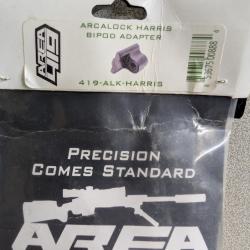 ARCALOCK HARRIS
BIPOD ADAPTER
AREA
419
419-ALK-HARRIS
PRECISION
COMES STANDARD
AREA